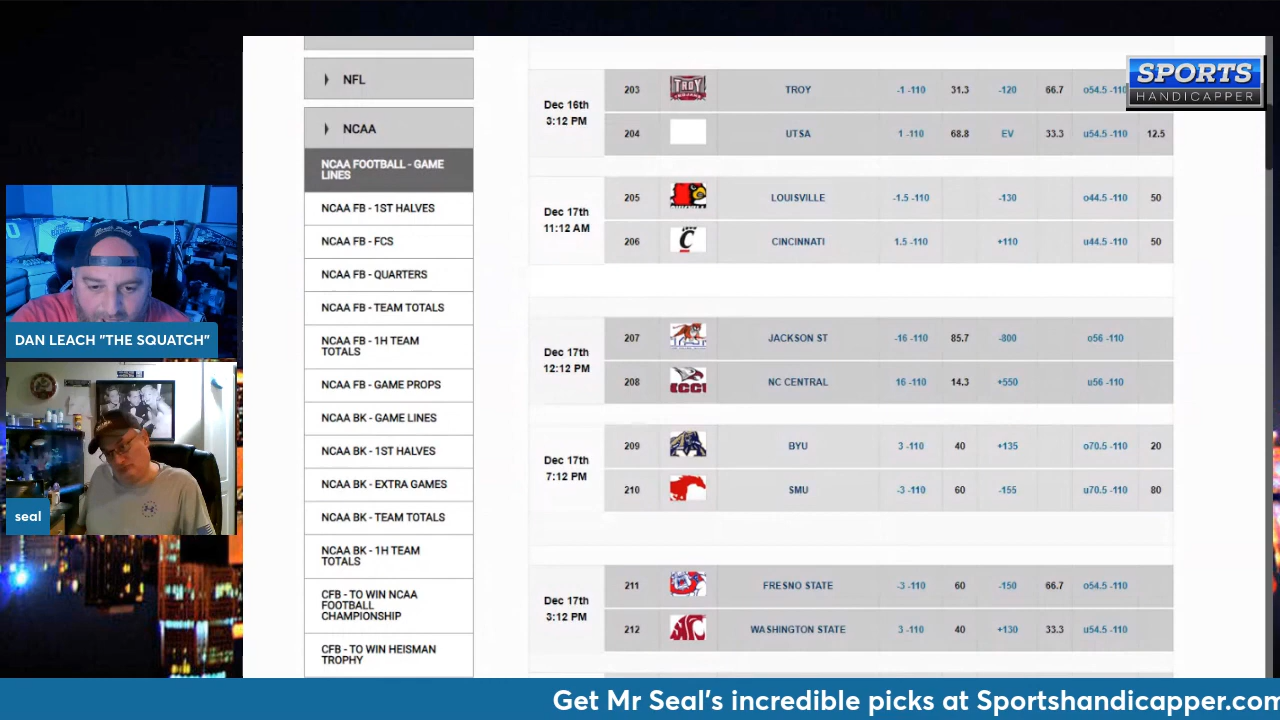 NFL
NCAA
NCAA FOOTBALL - GAME
LINES
NCAA FB - 1ST HALVES
NCAA FB - FCS
NCAA FB - QUARTERS
NCAA FB - TEAM TOTALS
NCAA FB - 1H TEAM
TOTALS
NCAA FB - GAME PROPS
NCAA BK - GAME LINES
NCAA BK - 1ST HALVES
NCAA BK - EXTRA GAMES
NCAA BK - TEAM TOTALS
NCAA BK - 1H TEAM
TOTALS
CFB - TO WIN NCAA
FOOTBALL
CHAMPIONSHIP
CFB - TO WIN HEISMAN
TROPHY
SPORTS
HANDICAPPER
Dec 16th
3:12 PM
203 TROY TROY -1 -110 31.3 -120 66.7 o54.5 -110
204 UTSA 1 -110 68.8 EV 33.3 u54.5 -110 12.5
Dec 17th
11:12 AM
205 LOUISVILLE -1.5 -110 -130 o44.5 -110 50
206 C CINCINNATI 1.5 -110 +110 u44.5 -110 50
Dec 17th
12:12 PM
207 JACKSON ST -16 -110 85.7 -800 o56 -110
208 NC CENTRAL 16 -110 14.3 +550 u56 -110
Dec 17th
7:12 PM
209 BYU 3 -110 40 +135 o70.5 -110 20
210 SMU -3 -110 60 -155 u70.5 -110 80
Dec 17th
3:12 PM
211 FRESNO STATE -3 -110 60 -150 66.7 o54.5 -110
212 WASHINGTON STATE 3 -110 40 +130 33.3 u54.5 -110
DAN LEACH "THE SQUATCH"
seal
Get Mr Seal's incredible picks at Sportshandicapper.com